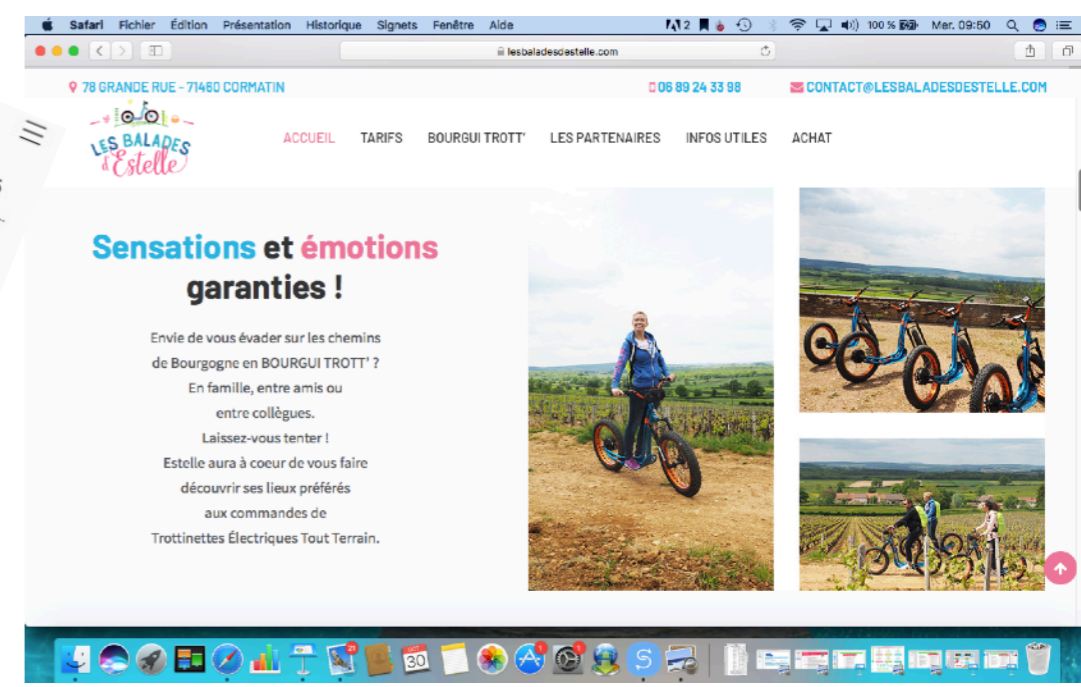 Safari Fichier Édition Présentation Historique Signets Fenêtre Aide 2 100 % Mer. 09:50
lesbaladesdestelle.com
78 GRANDE RUE - 71460 CORMATIN 06 89 24 33 98 CONTACT@LESBALADESDESTELLE.COM
LES BALADES
d'Estelle
ACCUEIL TARIFS BOURGUI TROTT' LES PARTENAIRES INFOS UTILES ACHAT
Sensations et émotions
garanties !
Envie de vous évader sur les chemins
de Bourgogne en BOURGUI TROTT' ?
En famille, entre amis ou
entre collègues.
Laissez-vous tenter !
Estelle aura à coeur de vous faire
découvrir ses lieux préférés
aux commandes de
Trottinettes Électriques Tout Terrain.
OCT
30